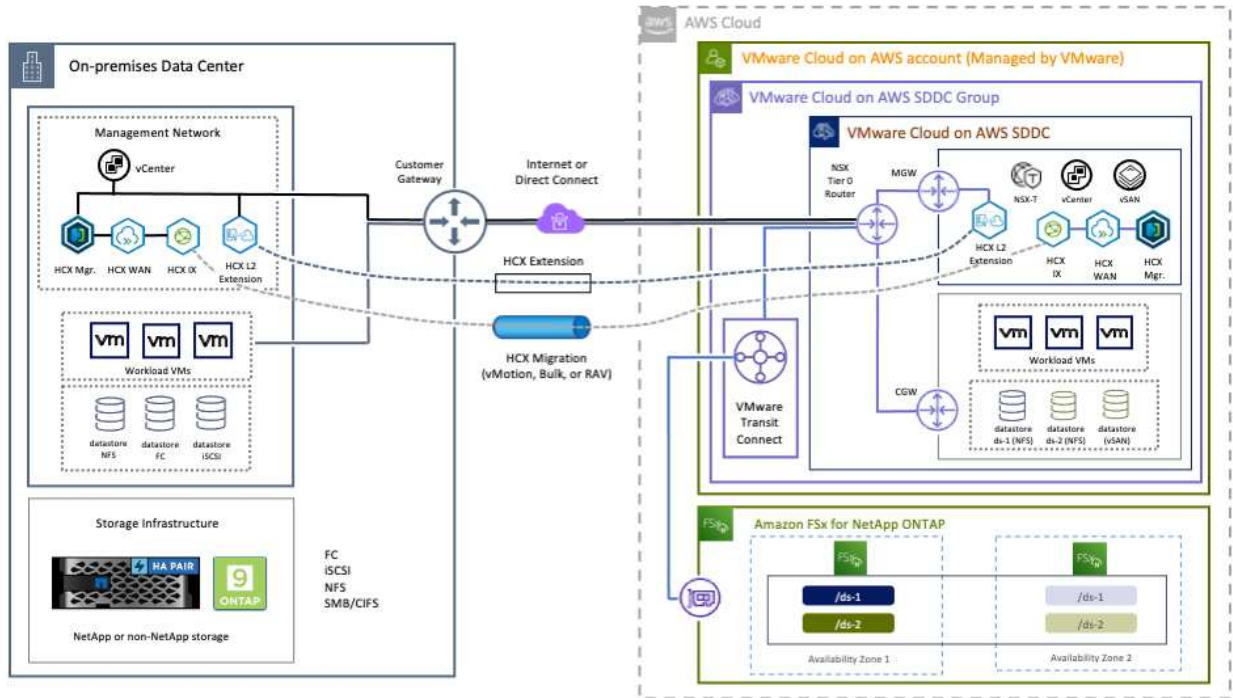 aws
AWS Cloud
On-premises Data Center
Management Network
vCenter
HCX Mgr.
HCX WAN
HCX IX
HCX L2
Extension
vm
vm
vm
Workload VMs
datastore
NFS
datastore
FC
datastore
iSCSI
Storage Infrastructure
HA PAIR
9
ONTAP
NetApp or non-NetApp storage
FC
iSCSI
NFS
SMB/CIFS
Customer
Gateway
Internet or
Direct Connect
HCX Extension
HCX Migration
(vMotion, Bulk, or RAV)
VMware Cloud on AWS account (Managed by VMware)
VMware Cloud on AWS SDDC Group
VMware Cloud on AWS SDDC
NSX
Tier 0
Router
MGW
T
NSX-T
vCenter
vSAN
HCX L2
Extension
HCX
IX
HCX
WAN
HCX
Mgr.
vm
vm
vm
Workload VMs
CGW
datastore
ds-1 (NFS)
datastore
ds-2 (NFS)
datastore
(vSAN)
VMware
Transit
Connect
FSx
Amazon FSx for NetApp ONTAP
FSx
/ds-1
/ds-2
Availability Zone 1
FSx
/ds-1
/ds-2
Availability Zone 2